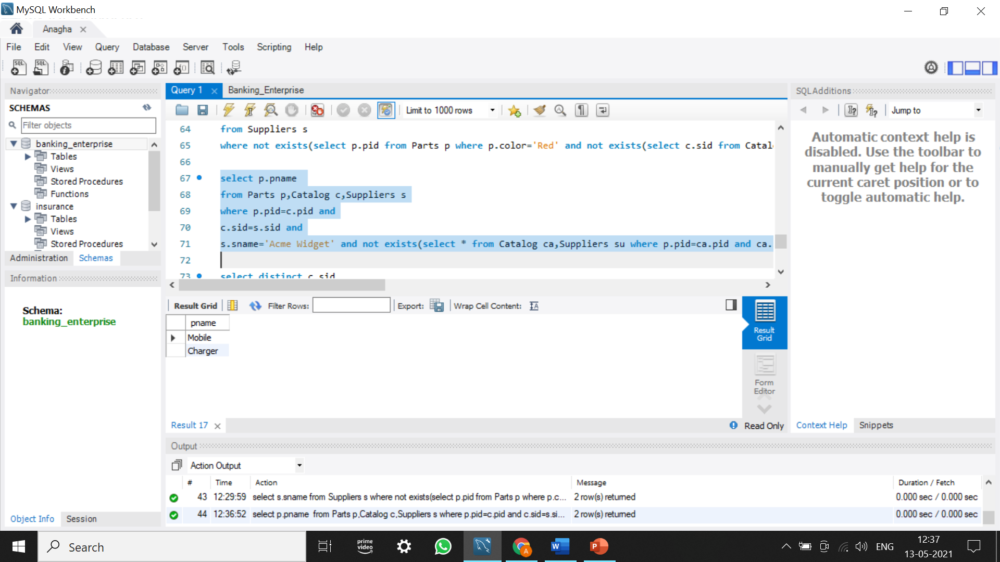 MySQL Workbench
Anagha
File Edit View Query Database Server Tools Scripting Help
Navigator
SCHEMAS
Filter objects
banking_enterprise
Tables
Views
Stored Procedures
Functions
insurance
Tables
Views
Stored Procedures
Administration Schemas
Information
Schema:
banking_enterprise
Object Info Session
Query 1 Banking_Enterprise
Limit to 1000 rows
64 from Suppliers s
65 where not exists(select p.pid from Parts p where p.color='Red' and not exists(select c.sid from Catal
66
67 select p.pname
68 from Parts p,Catalog c,Suppliers s
69 where p.pid=c.pid and
70 c.sid=s.sid and
71 s.sname='Acme Widget' and not exists(select * from Catalog ca,Suppliers su where p.pid=ca.pid and ca.
72
73 select distinct c sid
Result Grid Filter Rows: Export: Wrap Cell Content:
pname
Mobile
Charger
Result Grid
Form Editor
Result 17
Read Only
SQLAdditions
Jump to
Automatic context help is
disabled. Use the toolbar to
manually get help for the
current caret position or to
toggle automatic help.
Context Help Snippets
Output
Action Output
# Time Action Message Duration / Fetch
43 12:29:59 select s.sname from Suppliers s where not exists(select p.pid from Parts p where p.c... 2 row(s) returned 0.000 sec / 0.000 sec
44 12:36:52 select p.pname from Parts p,Catalog c,Suppliers s where p.pid=c.pid and c.sid=s.si... 2 row(s) returned 0.000 sec / 0.000 sec
Search
prime video
A
W
P
ENG
12:37
13-05-2021